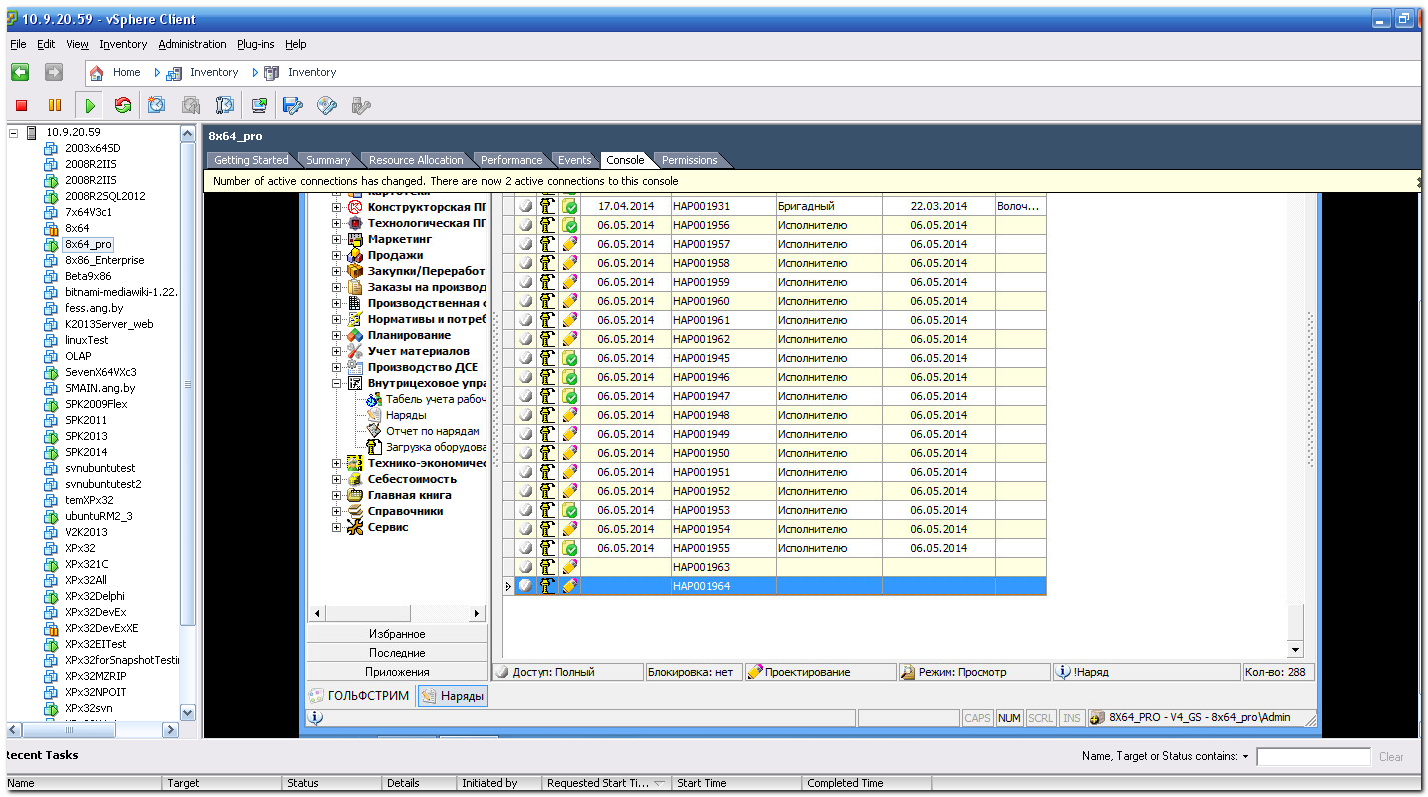 10.9.20.59 - vSphere Client
File Edit View Inventory Administration Plug-ins Help
Home Inventory Inventory
10.9.20.59
2003x64SD
2008R2IIS
2008R2IIS
2008R2SQL2012
7x64V3c1
8x64
8x64_pro
8x86_Enterprise
Beta9x86
bitnami-mediawiki-1.22.
fess.ang.by
K2013Server_web
linuxTest
OLAP
SevenX64VXc3
SMAIN.ang.by
SPK2009Flex
SPK2011
SPK2013
SPK2014
svnubuntutest
svnubuntutest2
temXPx32
ubuntuRM2_3
V2K2013
XPx32
XPx321C
XPx32All
XPx32Delphi
XPx32DevEx
XPx32DevExXE
XPx32EITest
XPx32forSnapshotTestin
XPx32MZRIP
XPx32NPOIT
XPx32svn
8x64_pro
Getting Started Summary Resource Allocation Performance Events Console Permissions
Number of active connections has changed. There are now 2 active connections to this console
Картотеки
Конструкторская ПП
Технологическая ПП
Маркетинг
Продажи
Закупки/Переработ
Заказы на производ
Производственная с
Нормативы и потреб
Планирование
Учет материалов
Производство ДСЕ
Внутрицеховое упра
Табель учета рабоч
Наряды
Отчет по нарядам
Загрузка оборудова
Технико-экономичес
Себестоимость
Главная книга
Справочники
Сервис
Избранное
Последние
Приложения
17.04.2014 НАР001931 Бригадный 22.03.2014 Волоч...
06.05.2014 НАР001956 Исполнителю 06.05.2014
06.05.2014 НАР001957 Исполнителю 06.05.2014
06.05.2014 НАР001958 Исполнителю 06.05.2014
06.05.2014 НАР001959 Исполнителю 06.05.2014
06.05.2014 НАР001960 Исполнителю 06.05.2014
06.05.2014 НАР001961 Исполнителю 06.05.2014
06.05.2014 НАР001962 Исполнителю 06.05.2014
06.05.2014 НАР001945 Исполнителю 06.05.2014
06.05.2014 НАР001946 Исполнителю 06.05.2014
06.05.2014 НАР001947 Исполнителю 06.05.2014
06.05.2014 НАР001948 Исполнителю 06.05.2014
06.05.2014 НАР001949 Исполнителю 06.05.2014
06.05.2014 НАР001950 Исполнителю 06.05.2014
06.05.2014 НАР001951 Исполнителю 06.05.2014
06.05.2014 НАР001952 Исполнителю 06.05.2014
06.05.2014 НАР001953 Исполнителю 06.05.2014
06.05.2014 НАР001954 Исполнителю 06.05.2014
06.05.2014 НАР001955 Исполнителю 06.05.2014
НАР001963
НАР001964
Доступ: Полный Блокировка: нет Проектирование Режим: Просмотр !Наряд Кол-во: 288
ГОЛЬФСТРИМ Наряды
CAPS NUM SCRL INS 8X64_PRO - V4_GS - 8x64_pro\Admin
Recent Tasks
Name, Target or Status contains: Clear
Name Target Status Details Initiated by Requested Start Ti... Start Time Completed Time